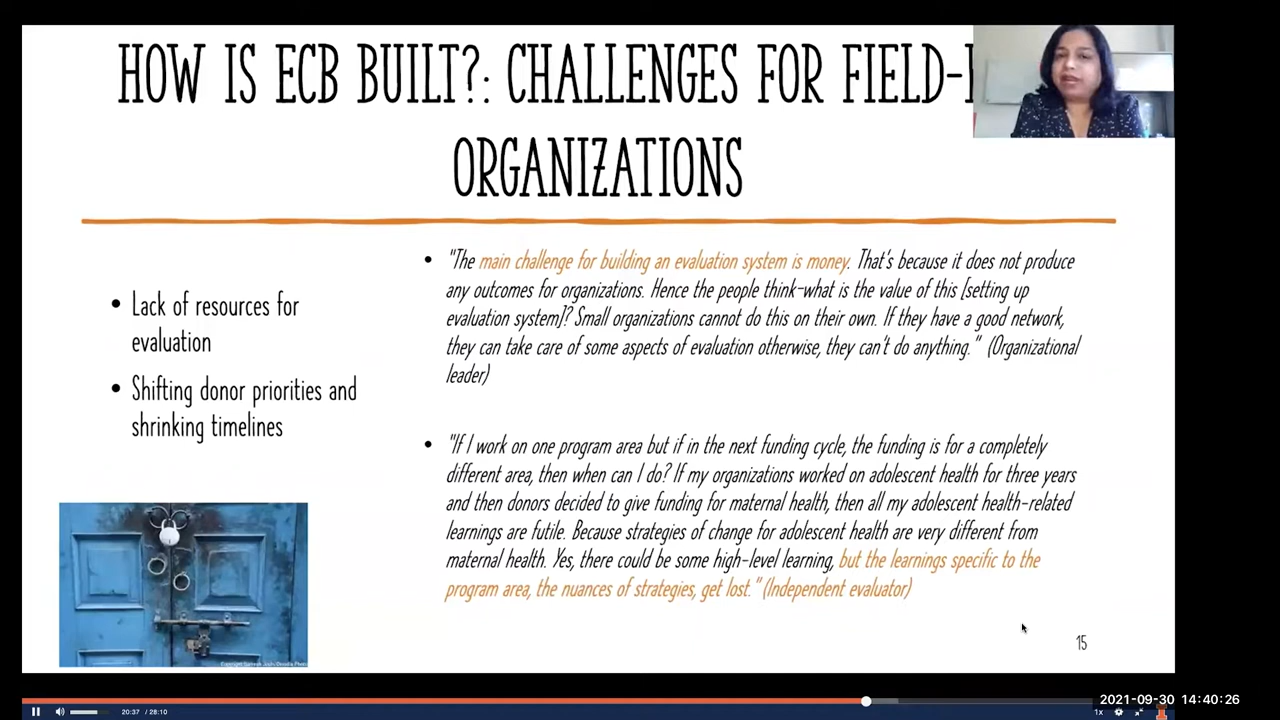 HOW IS ECB BUILT?: CHALLENGES FOR FIELD-
ORGANIZATIONS
• Lack of resources for
evaluation
• Shifting donor priorities and
shrinking timelines
• "The main challenge for building an evaluation system is money. That's because it does not produce
any outcomes for organizations. Hence the people think-what is the value of this [setting up
evaluation system]? Small organizations cannot do this on their own. If they have a good network,
they can take care of some aspects of evaluation otherwise, they can't do anything." (Organizational
leader)
• "If I work on one program area but if in the next funding cycle, the funding is for a completely
different area, then when can I do? If my organizations worked on adolescent health for three years
and then donors decided to give funding for maternal health, then all my adolescent health-related
learnings are futile. Because strategies of change for adolescent health are very different from
maternal health. Yes, there could be some high-level learning, but the learnings specific to the
program area, the nuances of strategies, get lost." (Independent evaluator)
15
2021-09-30 14:40:26
20:37 / 28:10
1x